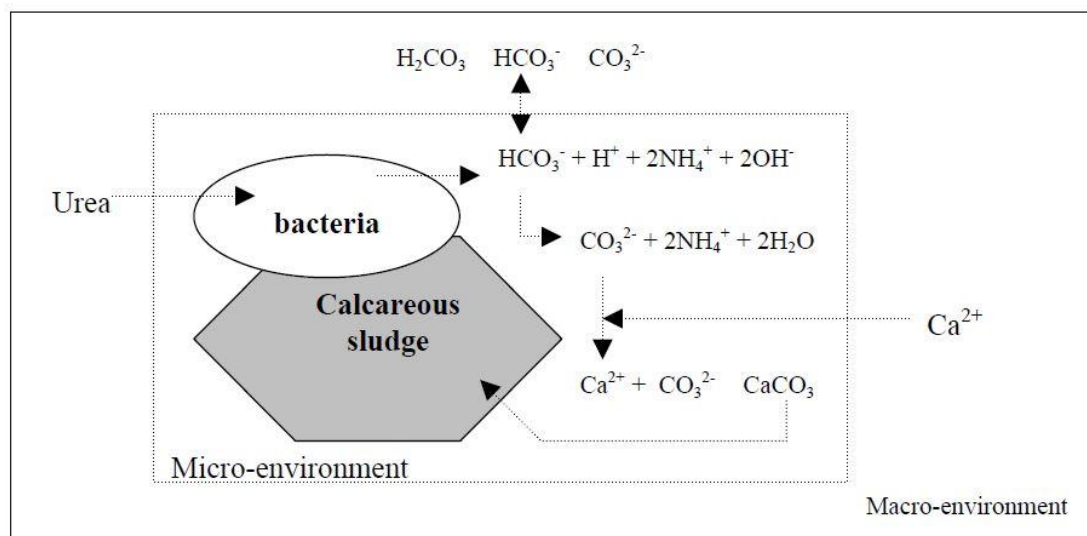 H₂CO₃ HCO₃⁻ CO₃²⁻
HCO₃⁻ + H⁺ + 2NH₄⁺ + 2OH⁻
Urea
bacteria
CO₃²⁻ + 2NH₄⁺ + 2H₂O
Calcareous
sludge
Ca²⁺
Ca²⁺ + CO₃²⁻ CaCO₃
Micro-environment
Macro-environment